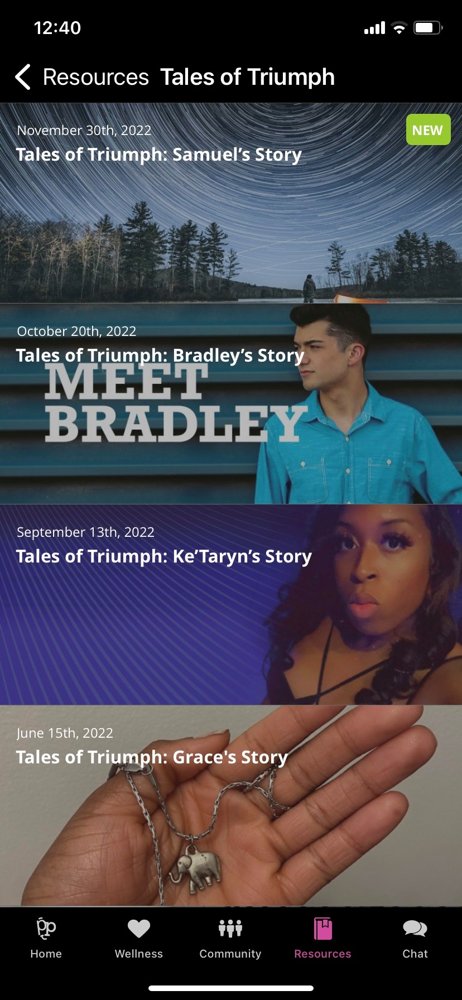 12:40
Resources Tales of Triumph
November 30th, 2022
NEW
Tales of Triumph: Samuel’s Story
October 20th, 2022
Tales of Triumph: Bradley’s Story
MEET
BRADLEY
September 13th, 2022
Tales of Triumph: Ke’Taryn’s Story
June 15th, 2022
Tales of Triumph: Grace's Story
pp
Home
Wellness
Community
Resources
Chat